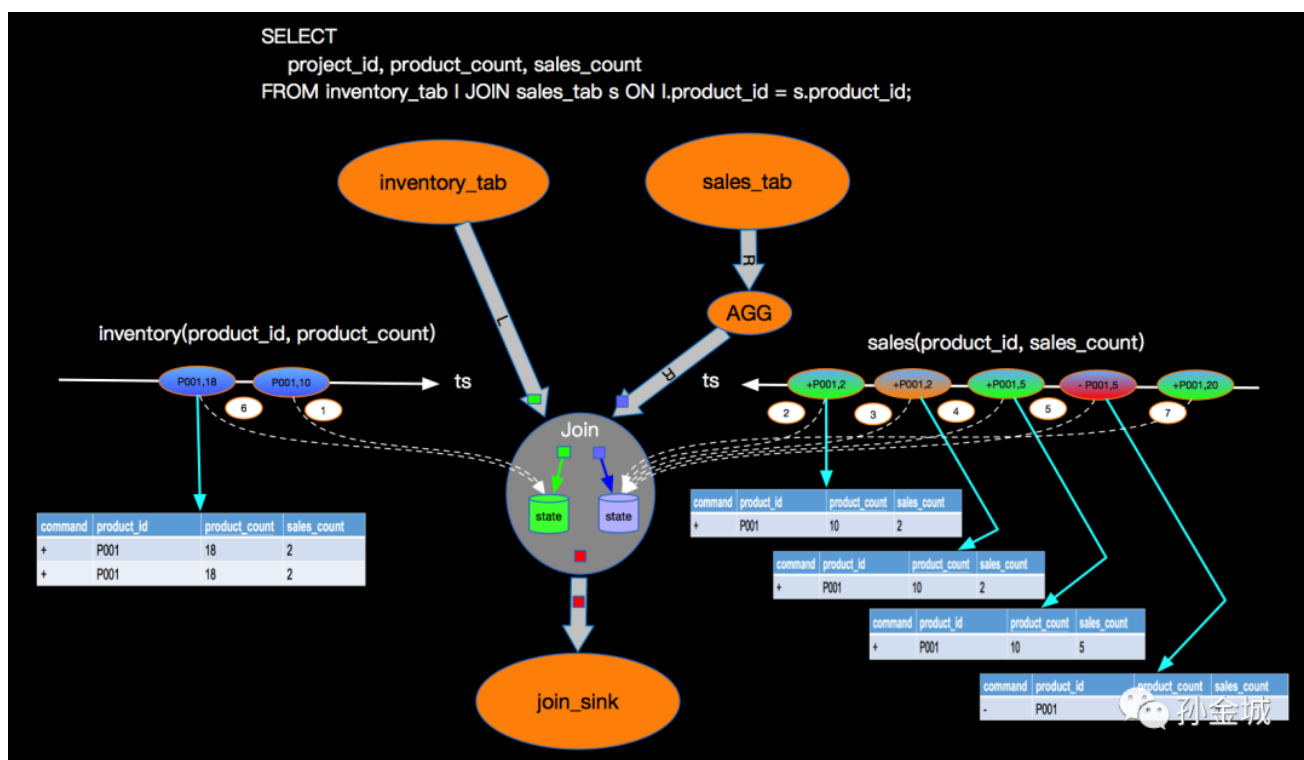 SELECT
project_id, product_count, sales_count
FROM inventory_tab l JOIN sales_tab s ON l.product_id = s.product_id;
inventory_tab
sales_tab
R
AGG
L
R
inventory(product_id, product_count)
sales(product_id, sales_count)
P001,18
P001,10
ts
ts
+P001,2
+P001,2
+P001,5
- P001,5
+P001,20
6
1
2
3
4
5
7
Join
state
state
command product_id product_count sales_count
+ P001 18 2
+ P001 18 2
command product_id product_count sales_count
+ P001 10 2
command product_id product_count sales_count
+ P001 10 2
command product_id product_count sales_count
+ P001 10 5
command product_id product_count sales_count
- P001
join_sink
孙金城